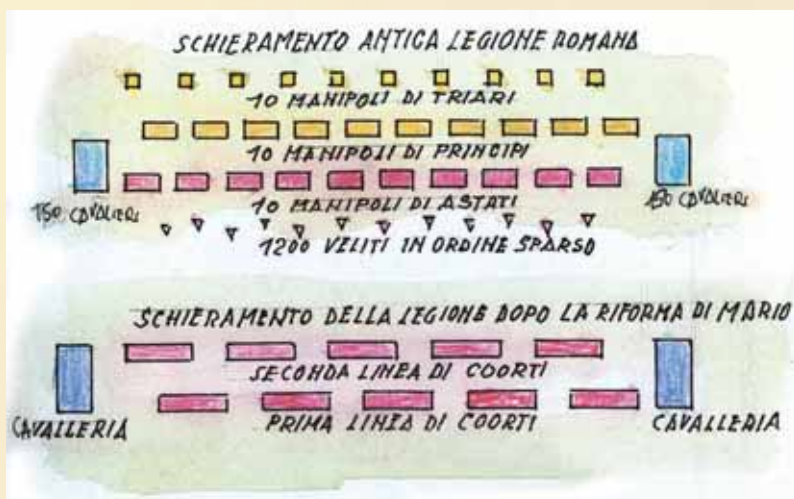 SCHIERAMENTO ANTICA LEGIONE ROMANA
10 MANIPOLI DI TRIARI
10 MANIPOLI DI PRINCIPI
150 CAVALIERI
150 CAVALIERI
10 MANIPOLI DI ASTATI
1200 VELITI IN ORDINE SPARSO
SCHIERAMENTO DELLA LEGIONE DOPO LA RIFORMA DI MARIO
SECONDA LINEA DI COORTI
CAVALLERIA
PRIMA LINEA DI COORTI
CAVALLERIA